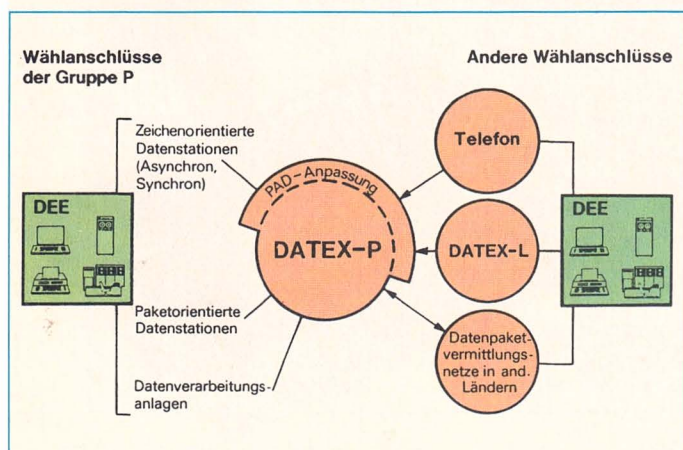 Wählanschlüsse
der Gruppe P
Andere Wählanschlüsse
Zeichenorientierte
Datenstationen
(Asynchron,
Synchron)
DEE
Paketorientierte
Datenstationen
Datenverarbeitungs-
anlagen
PAD-Anpassung
DATEX-P
Telefon
DATEX-L
Datenpaket-
vermittlungs-
netze in and.
Ländern
DEE